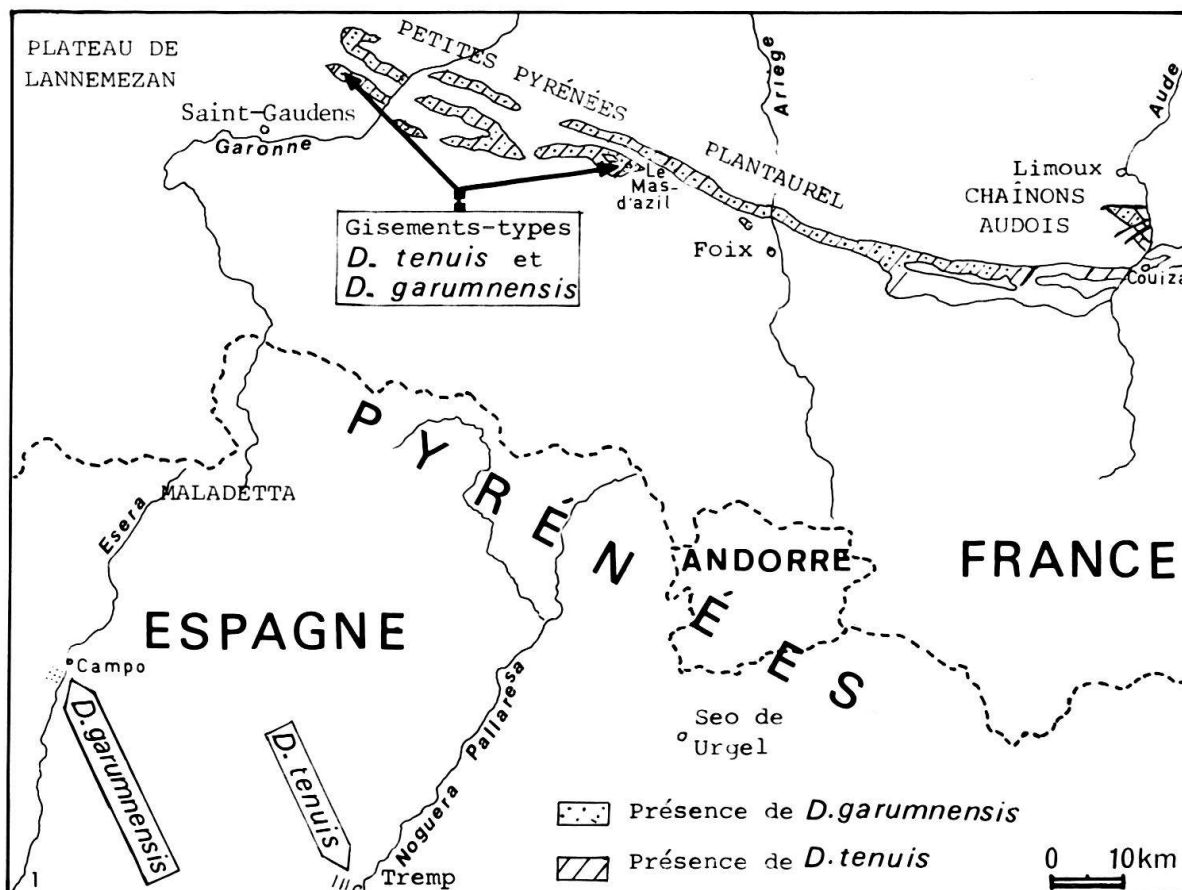 PLATEAU DE
LANNEMEZAN
PETITES PYRÉNÉES
Ariege
Aude
Saint-Gaudens
Garonne
PLANTAUREL
Limoux
CHAÎNONS
AUDOIS
Le
Mas-
d'azil
Gisements-types
D. tenuis et
D. garumnensis
Foix
Couiza
PYRÉNÉES
MALADETTA
Esera
ANDORRE
FRANCE
ESPAGNE
Campo
D.garumnensis
D. tenuis
Noguera Pallaresa
Seo de
Urgel
Présence de D.garumnensis
Présence de D.tenuis
0 10km
Tremp
1